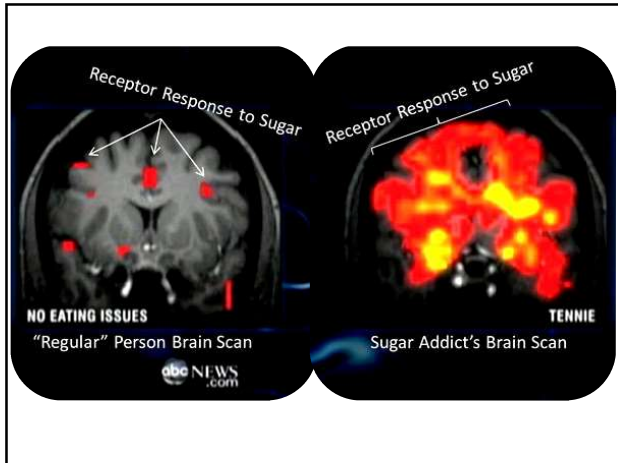 Receptor Response to Sugar
Receptor Response to Sugar
NO EATING ISSUES
TENNIE
“Regular” Person Brain Scan
Sugar Addict’s Brain Scan
abc NEWS
.com